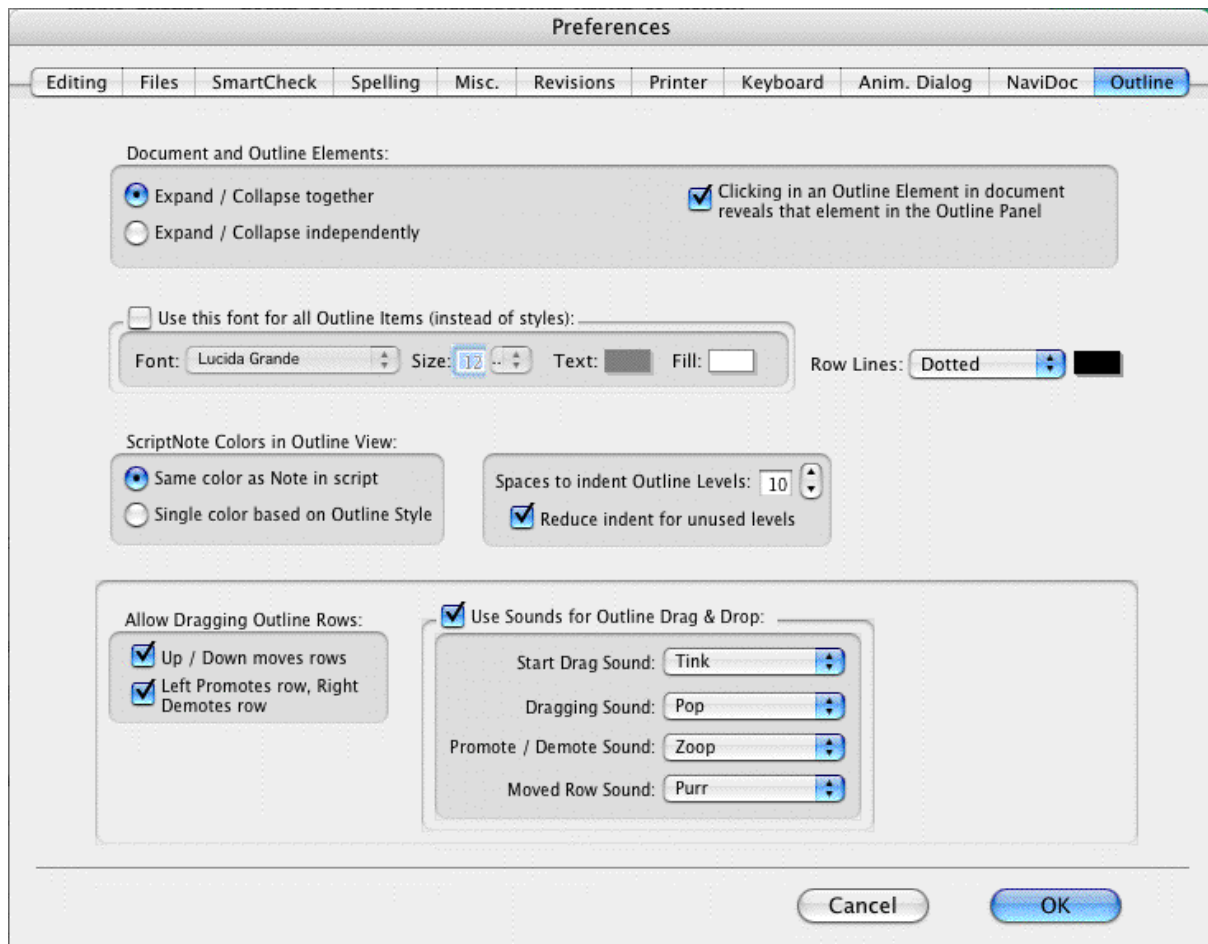 Preferences
Editing Files SmartCheck Spelling Misc. Revisions Printer Keyboard Anim. Dialog NaviDoc Outline
Document and Outline Elements:
Expand / Collapse together
Expand / Collapse independently
Clicking in an Outline Element in document
reveals that element in the Outline Panel
Use this font for all Outline Items (instead of styles):
Font: Lucida Grande Size: 12 .. Text: Fill:
Row Lines: Dotted
ScriptNote Colors in Outline View:
Same color as Note in script
Single color based on Outline Style
Spaces to indent Outline Levels: 10
Reduce indent for unused levels
Allow Dragging Outline Rows:
Up / Down moves rows
Left Promotes row, Right
Demotes row
Use Sounds for Outline Drag & Drop:
Start Drag Sound: Tink
Dragging Sound: Pop
Promote / Demote Sound: Zoop
Moved Row Sound: Purr
Cancel OK